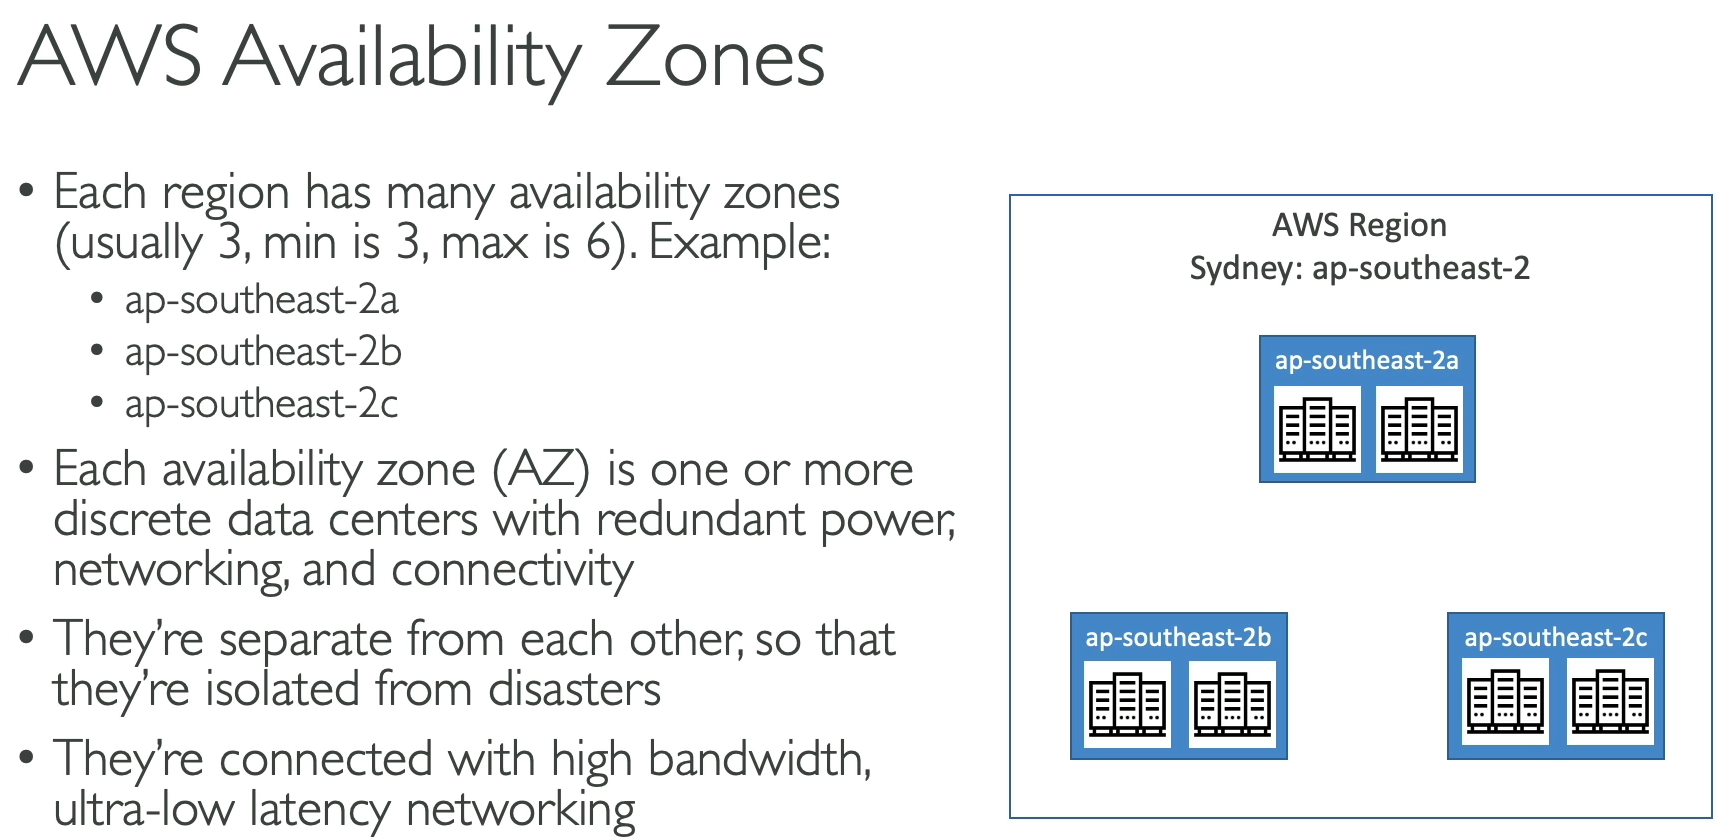 AWS Availability Zones
• Each region has many availability zones
(usually 3, min is 3, max is 6). Example:
• ap-southeast-2a
• ap-southeast-2b
• ap-southeast-2c
• Each availability zone (AZ) is one or more
discrete data centers with redundant power,
networking, and connectivity
• They’re separate from each other, so that
they’re isolated from disasters
• They’re connected with high bandwidth,
ultra-low latency networking
AWS Region
Sydney: ap-southeast-2
ap-southeast-2a
ap-southeast-2b
ap-southeast-2c